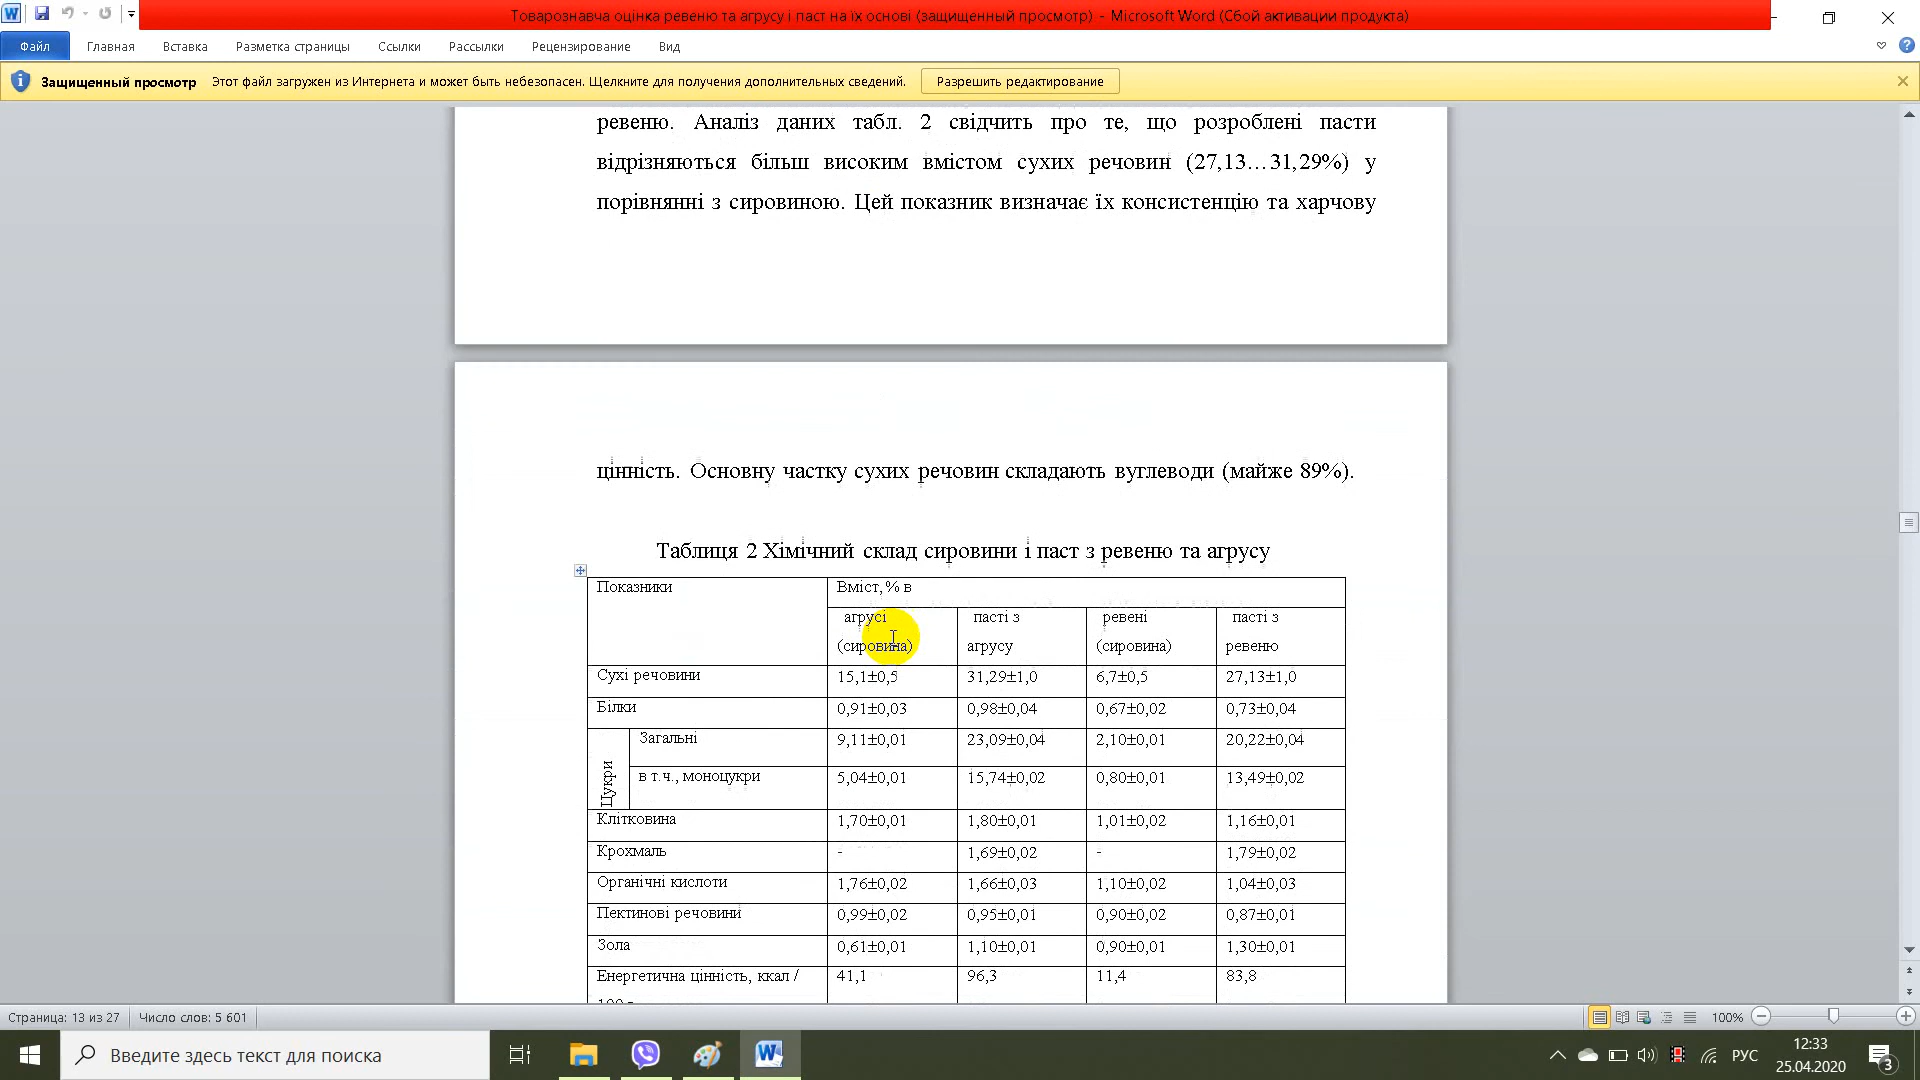 Товарознавча оцінка ревеню та агрусу і паст на їх основі (защищенный просмотр) - Microsoft Word (Сбой активации продукта)
Файл Главная Вставка Разметка страницы Ссылки Рассылки Рецензирование Вид
Защищенный просмотр Этот файл загружен из Интернета и может быть небезопасен. Щелкните для получения дополнительных сведений. Разрешить редактирование
ревеню. Аналіз даних табл. 2 свідчить про те, що розроблені пасти
відрізняються більш високим вмістом сухих речовин (27,13…31,29%) у
порівнянні з сировиною. Цей показник визначає їх консистенцію та харчову
цінність. Основну частку сухих речовин складають вуглеводи (майже 89%).
Таблиця 2 Хімічний склад сировини і паст з ревеню та агрусу
Показники Вміст, % в
агрусі пасті з ревені пасті з
(сировина) агрусу (сировина) ревеню
Сухі речовини 15,1±0,5 31,29±1,0 6,7±0,5 27,13±1,0
Білки 0,91±0,03 0,98±0,04 0,67±0,02 0,73±0,04
Цукри
Загальні 9,11±0,01 23,09±0,04 2,10±0,01 20,22±0,04
в т.ч., моноцукри 5,04±0,01 15,74±0,02 0,80±0,01 13,49±0,02
Клітковина 1,70±0,01 1,80±0,01 1,01±0,02 1,16±0,01
Крохмаль - 1,69±0,02 - 1,79±0,02
Органічні кислоти 1,76±0,02 1,66±0,03 1,10±0,02 1,04±0,03
Пектинові речовини 0,99±0,02 0,95±0,01 0,90±0,02 0,87±0,01
Зола 0,61±0,01 1,10±0,01 0,90±0,01 1,30±0,01
Енергетична цінність, ккал / 41,1 96,3 11,4 83,8
Страница: 13 из 27 Число слов: 5 601 100%
Введите здесь текст для поиска РУС 12:33
25.04.2020 3